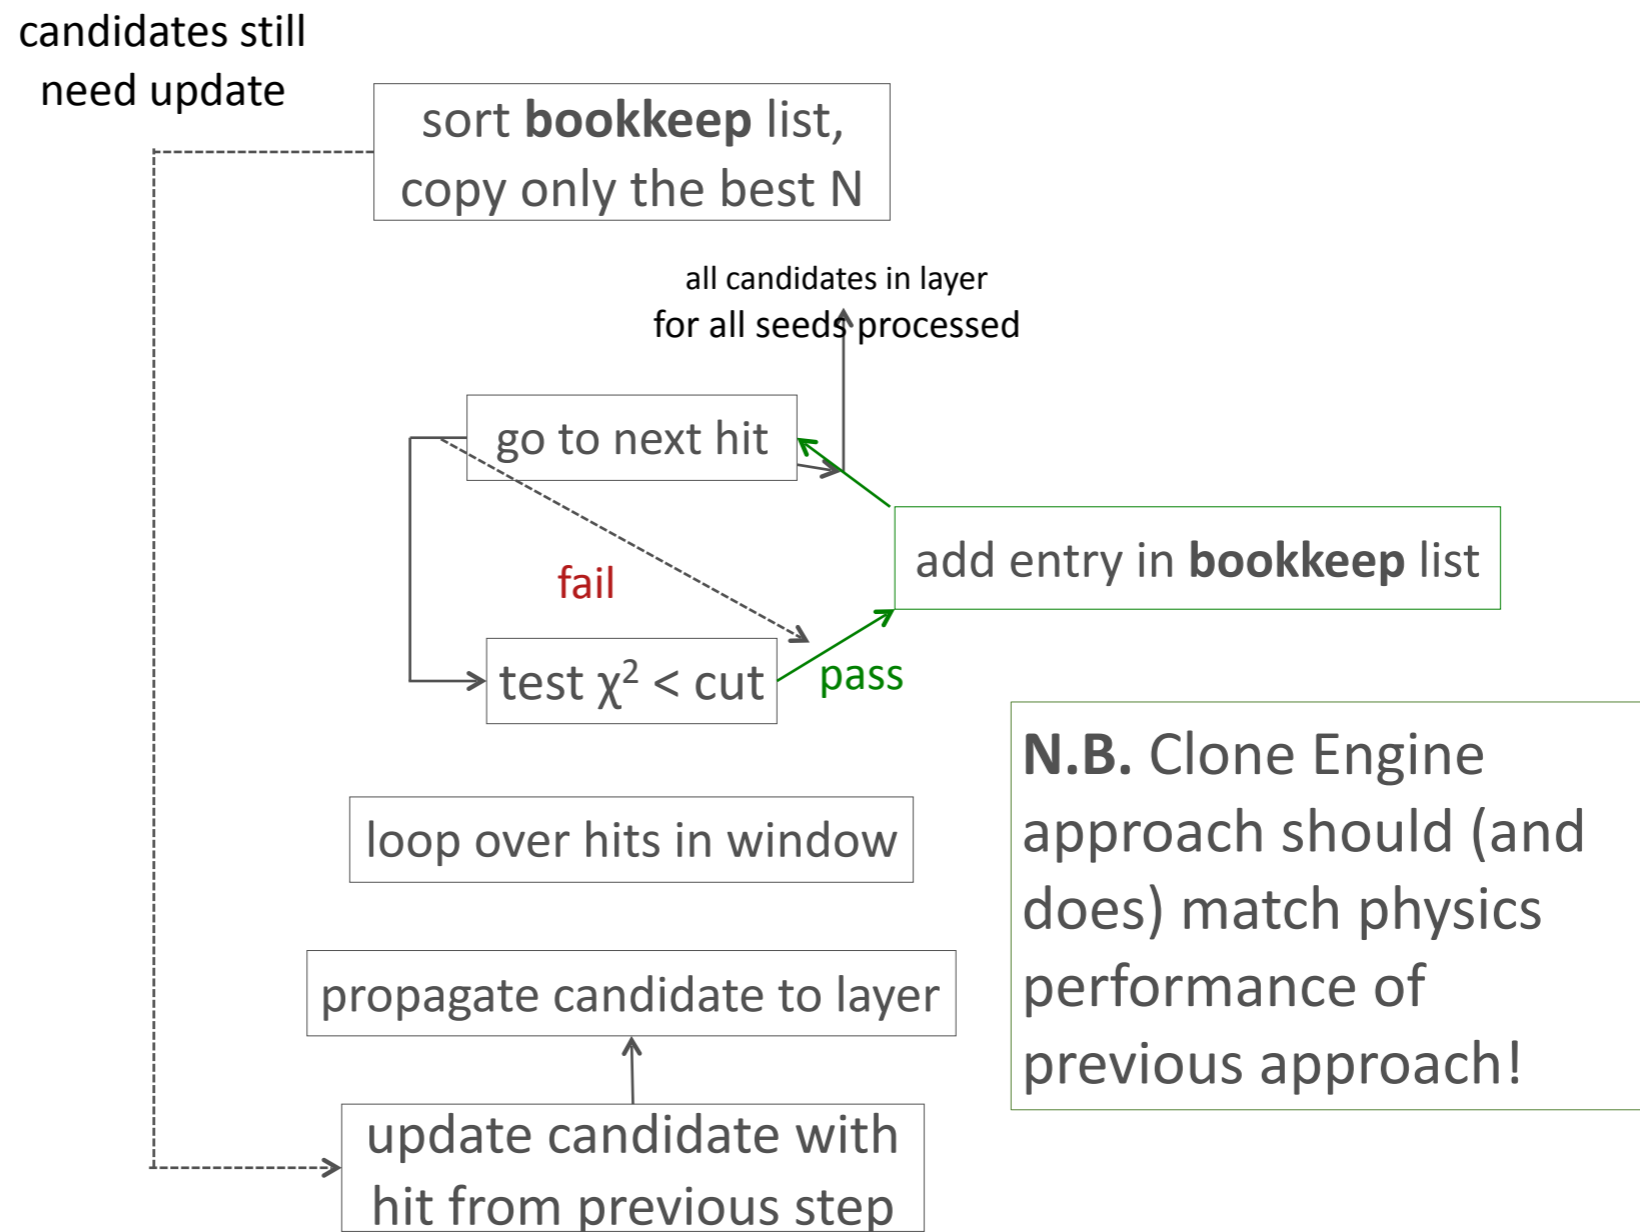 candidates still
need update
sort bookkeep list,
copy only the best N
all candidates in layer
for all seeds processed
go to next hit
add entry in bookkeep list
fail
test χ² < cut
pass
N.B. Clone Engine
approach should (and
does) match physics
performance of
previous approach!
loop over hits in window
propagate candidate to layer
update candidate with
hit from previous step